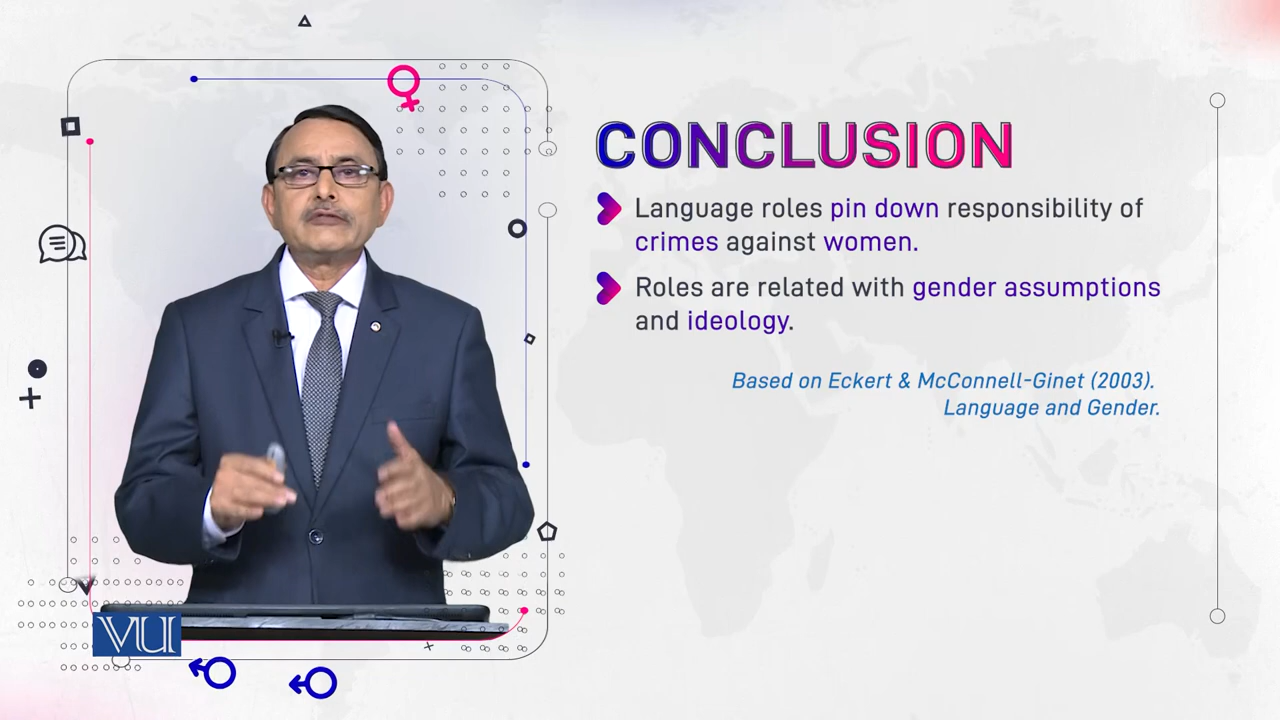 CONCLUSION
Language roles pin down responsibility of
crimes against women.
Roles are related with gender assumptions
and ideology.
Based on Eckert & McConnell-Ginet (2003).
Language and Gender.
VU